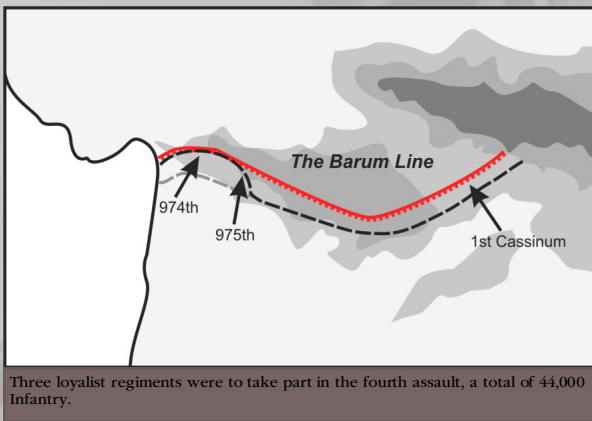 The Barum Line
974th
975th
1st Cassinum
Three loyalist regiments were to take part in the fourth assault, a total of 44,000
Infantry.